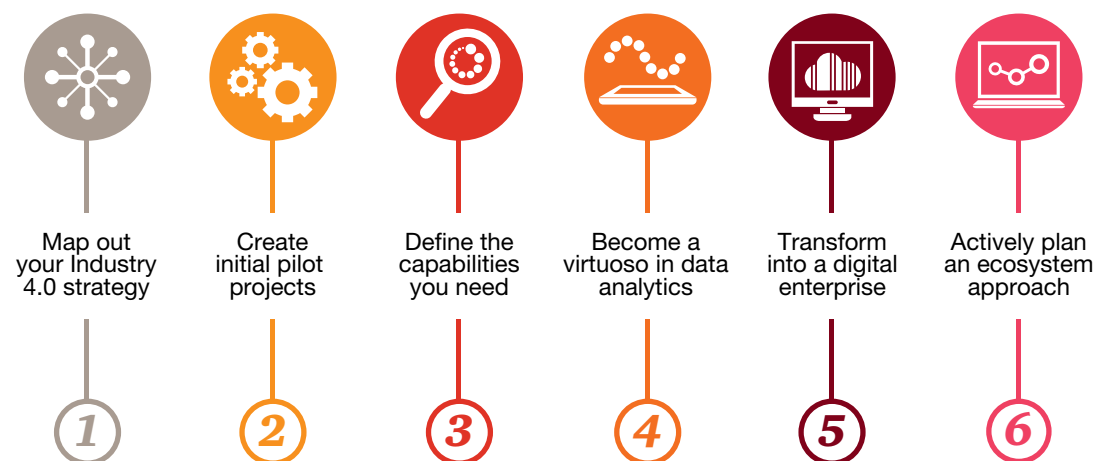 Map out
your Industry
4.0 strategy
Create
initial pilot
projects
Define the
capabilities
you need
Become a
virtuoso in data
analytics
Transform
into a digital
enterprise
Actively plan
an ecosystem
approach
1
2
3
4
5
6